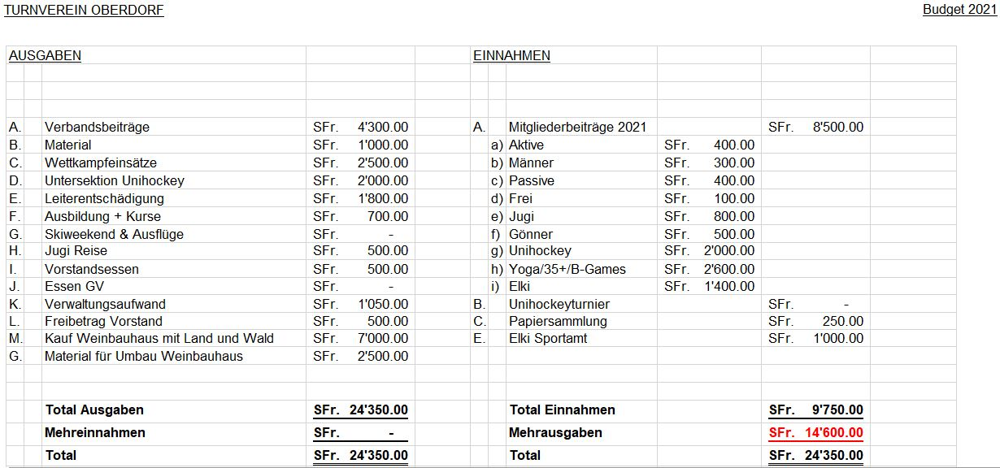 TURNVEREIN OBERDORF Budget 2021
AUSGABEN EINNAHMEN
A. Verbandsbeiträge SFr. 4'300.00 A. Mitgliederbeiträge 2021 SFr. 8'500.00
B. Material SFr. 1'000.00 a) Aktive SFr. 400.00
C. Wettkampfeinsätze SFr. 2'500.00 b) Männer SFr. 300.00
D. Untersektion Unihockey SFr. 2'000.00 c) Passive SFr. 400.00
E. Leiterentschädigung SFr. 1'800.00 d) Frei SFr. 100.00
F. Ausbildung + Kurse SFr. 700.00 e) Jugi SFr. 800.00
G. Skiweekend & Ausflüge SFr. - f) Gönner SFr. 500.00
H. Jugi Reise SFr. 500.00 g) Unihockey SFr. 2'000.00
I. Vorstandsessen SFr. 500.00 h) Yoga/35+/B-Games SFr. 2'600.00
J. Essen GV SFr. - i) Elki SFr. 1'400.00
K. Verwaltungsaufwand SFr. 1'050.00 B. Unihockeyturnier SFr. -
L. Freibetrag Vorstand SFr. 500.00 C. Papiersammlung SFr. 250.00
M. Kauf Weinbauhaus mit Land und Wald SFr. 7'000.00 E. Elki Sportamt SFr. 1'000.00
G. Material für Umbau Weinbauhaus SFr. 2'500.00
Total Ausgaben SFr. 24'350.00 Total Einnahmen SFr. 9'750.00
Mehreinnahmen SFr. - Mehrausgaben SFr. 14'600.00
Total SFr. 24'350.00 Total SFr. 24'350.00